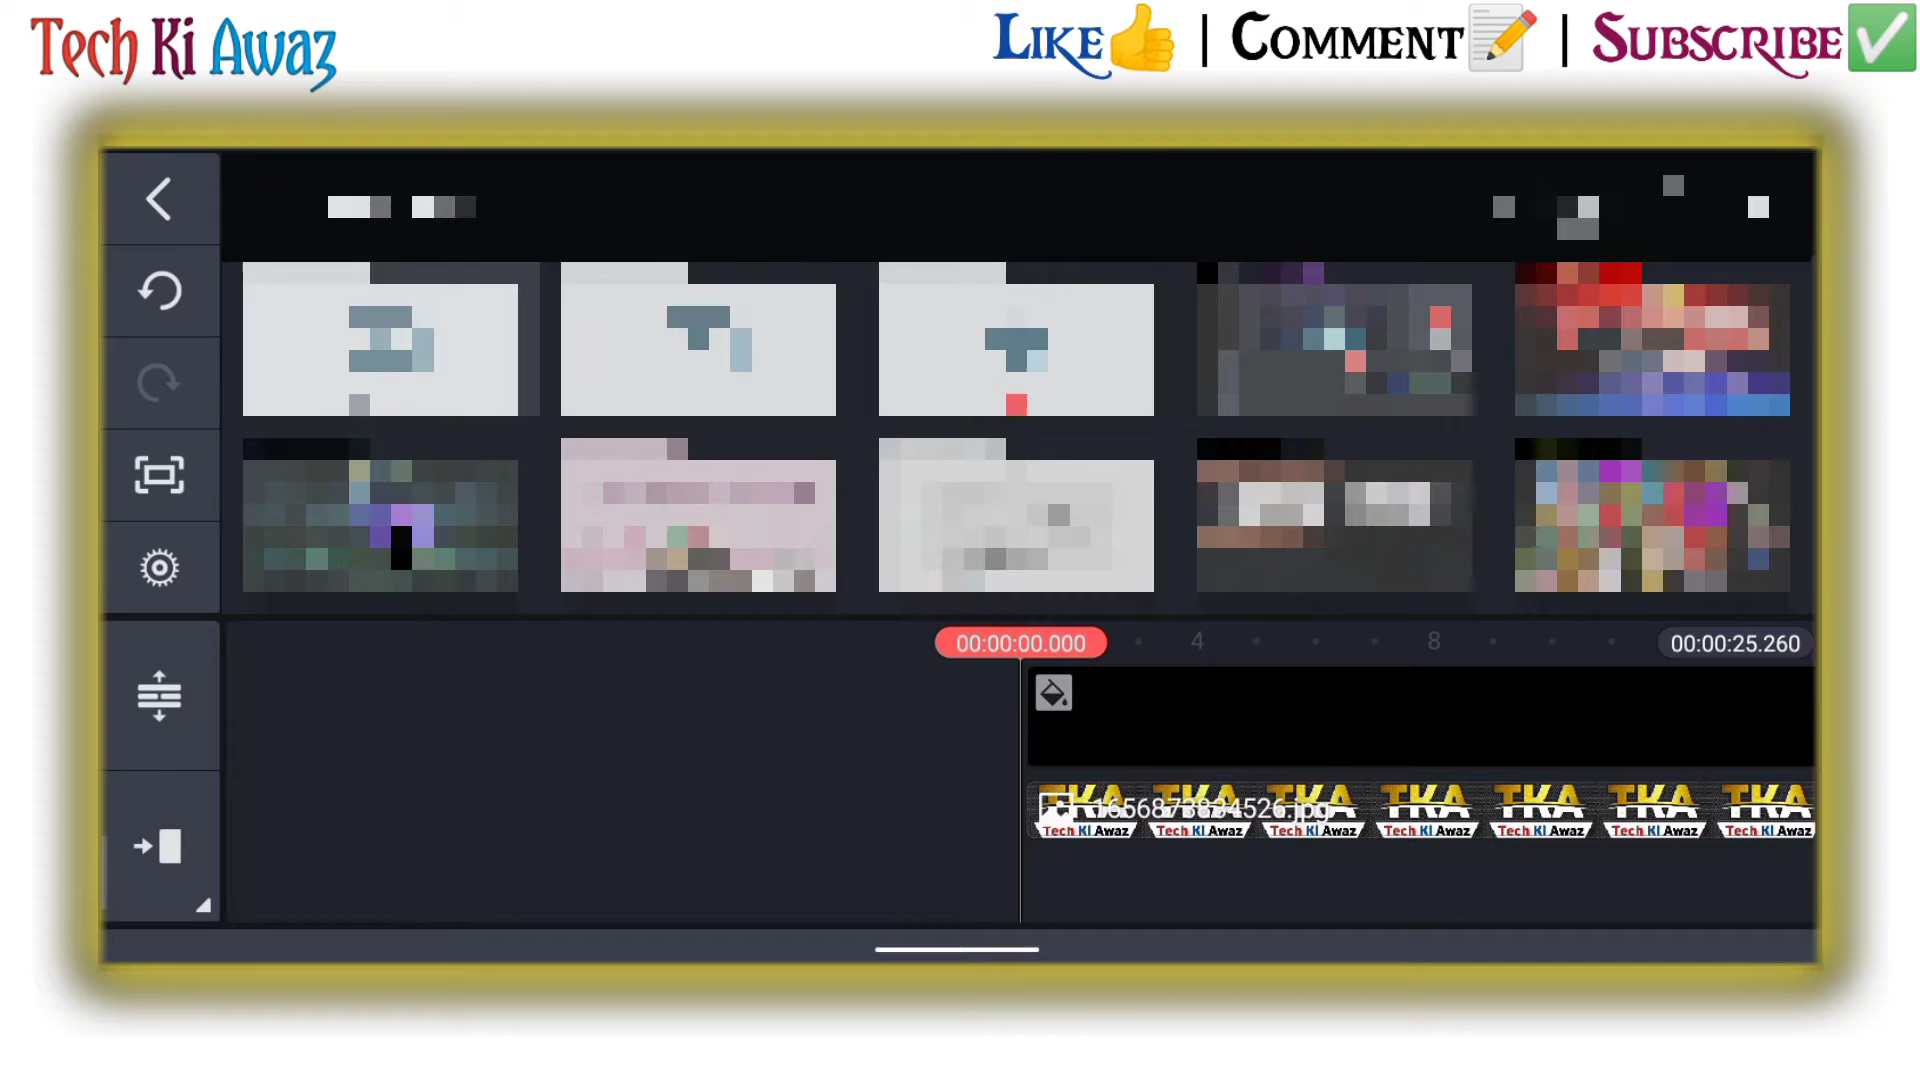 Tech Ki Awaz
LIKE👍 | COMMENT📝 | SUBSCRIBE✅
00:00:00.000
4
8
00:00:25.260
1656873834526.jpg
TKA TKA TKA TKA TKA TKA TKA
Tech KI Awaz Tech KI Awaz Tech KI Awaz Tech KI Awaz Tech KI Awaz Tech KI Awaz Tech KI Awaz